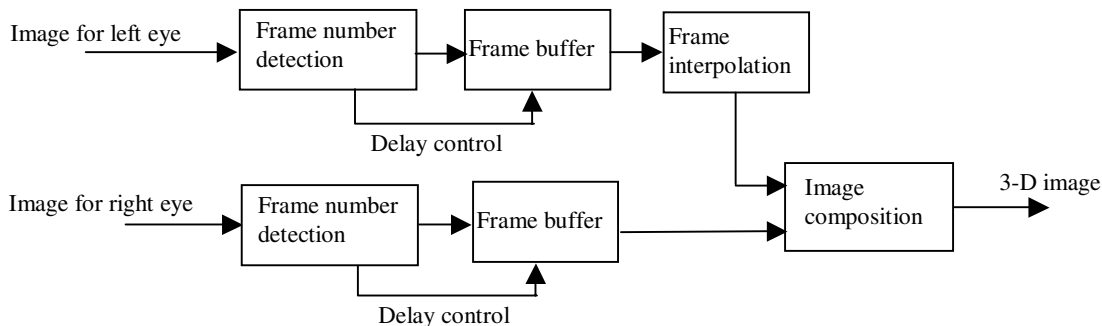 Image for left eye
Frame number
detection
Frame buffer
Frame
interpolation
Delay control
Image for right eye
Frame number
detection
Frame buffer
Image
composition
3-D image
Delay control